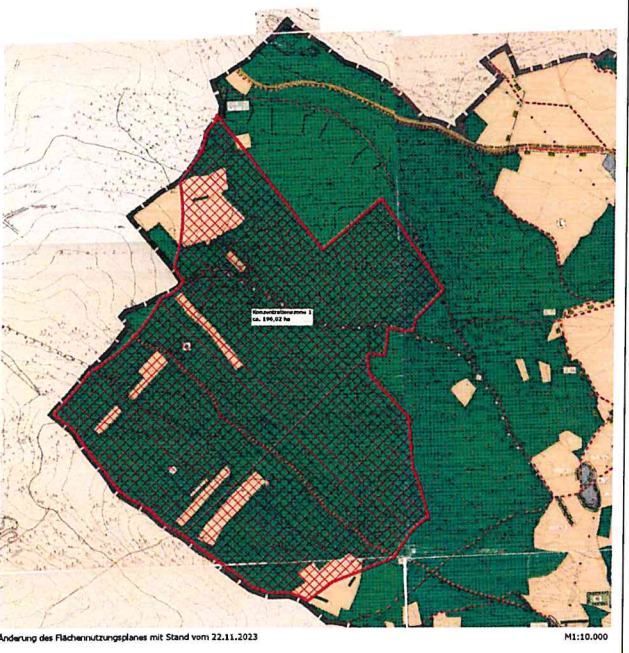 Konzentrationszone 1
ca. 196,02 ha
Änderung des Flächennutzungsplanes mit Stand vom 22.11.2023
M1:10.000